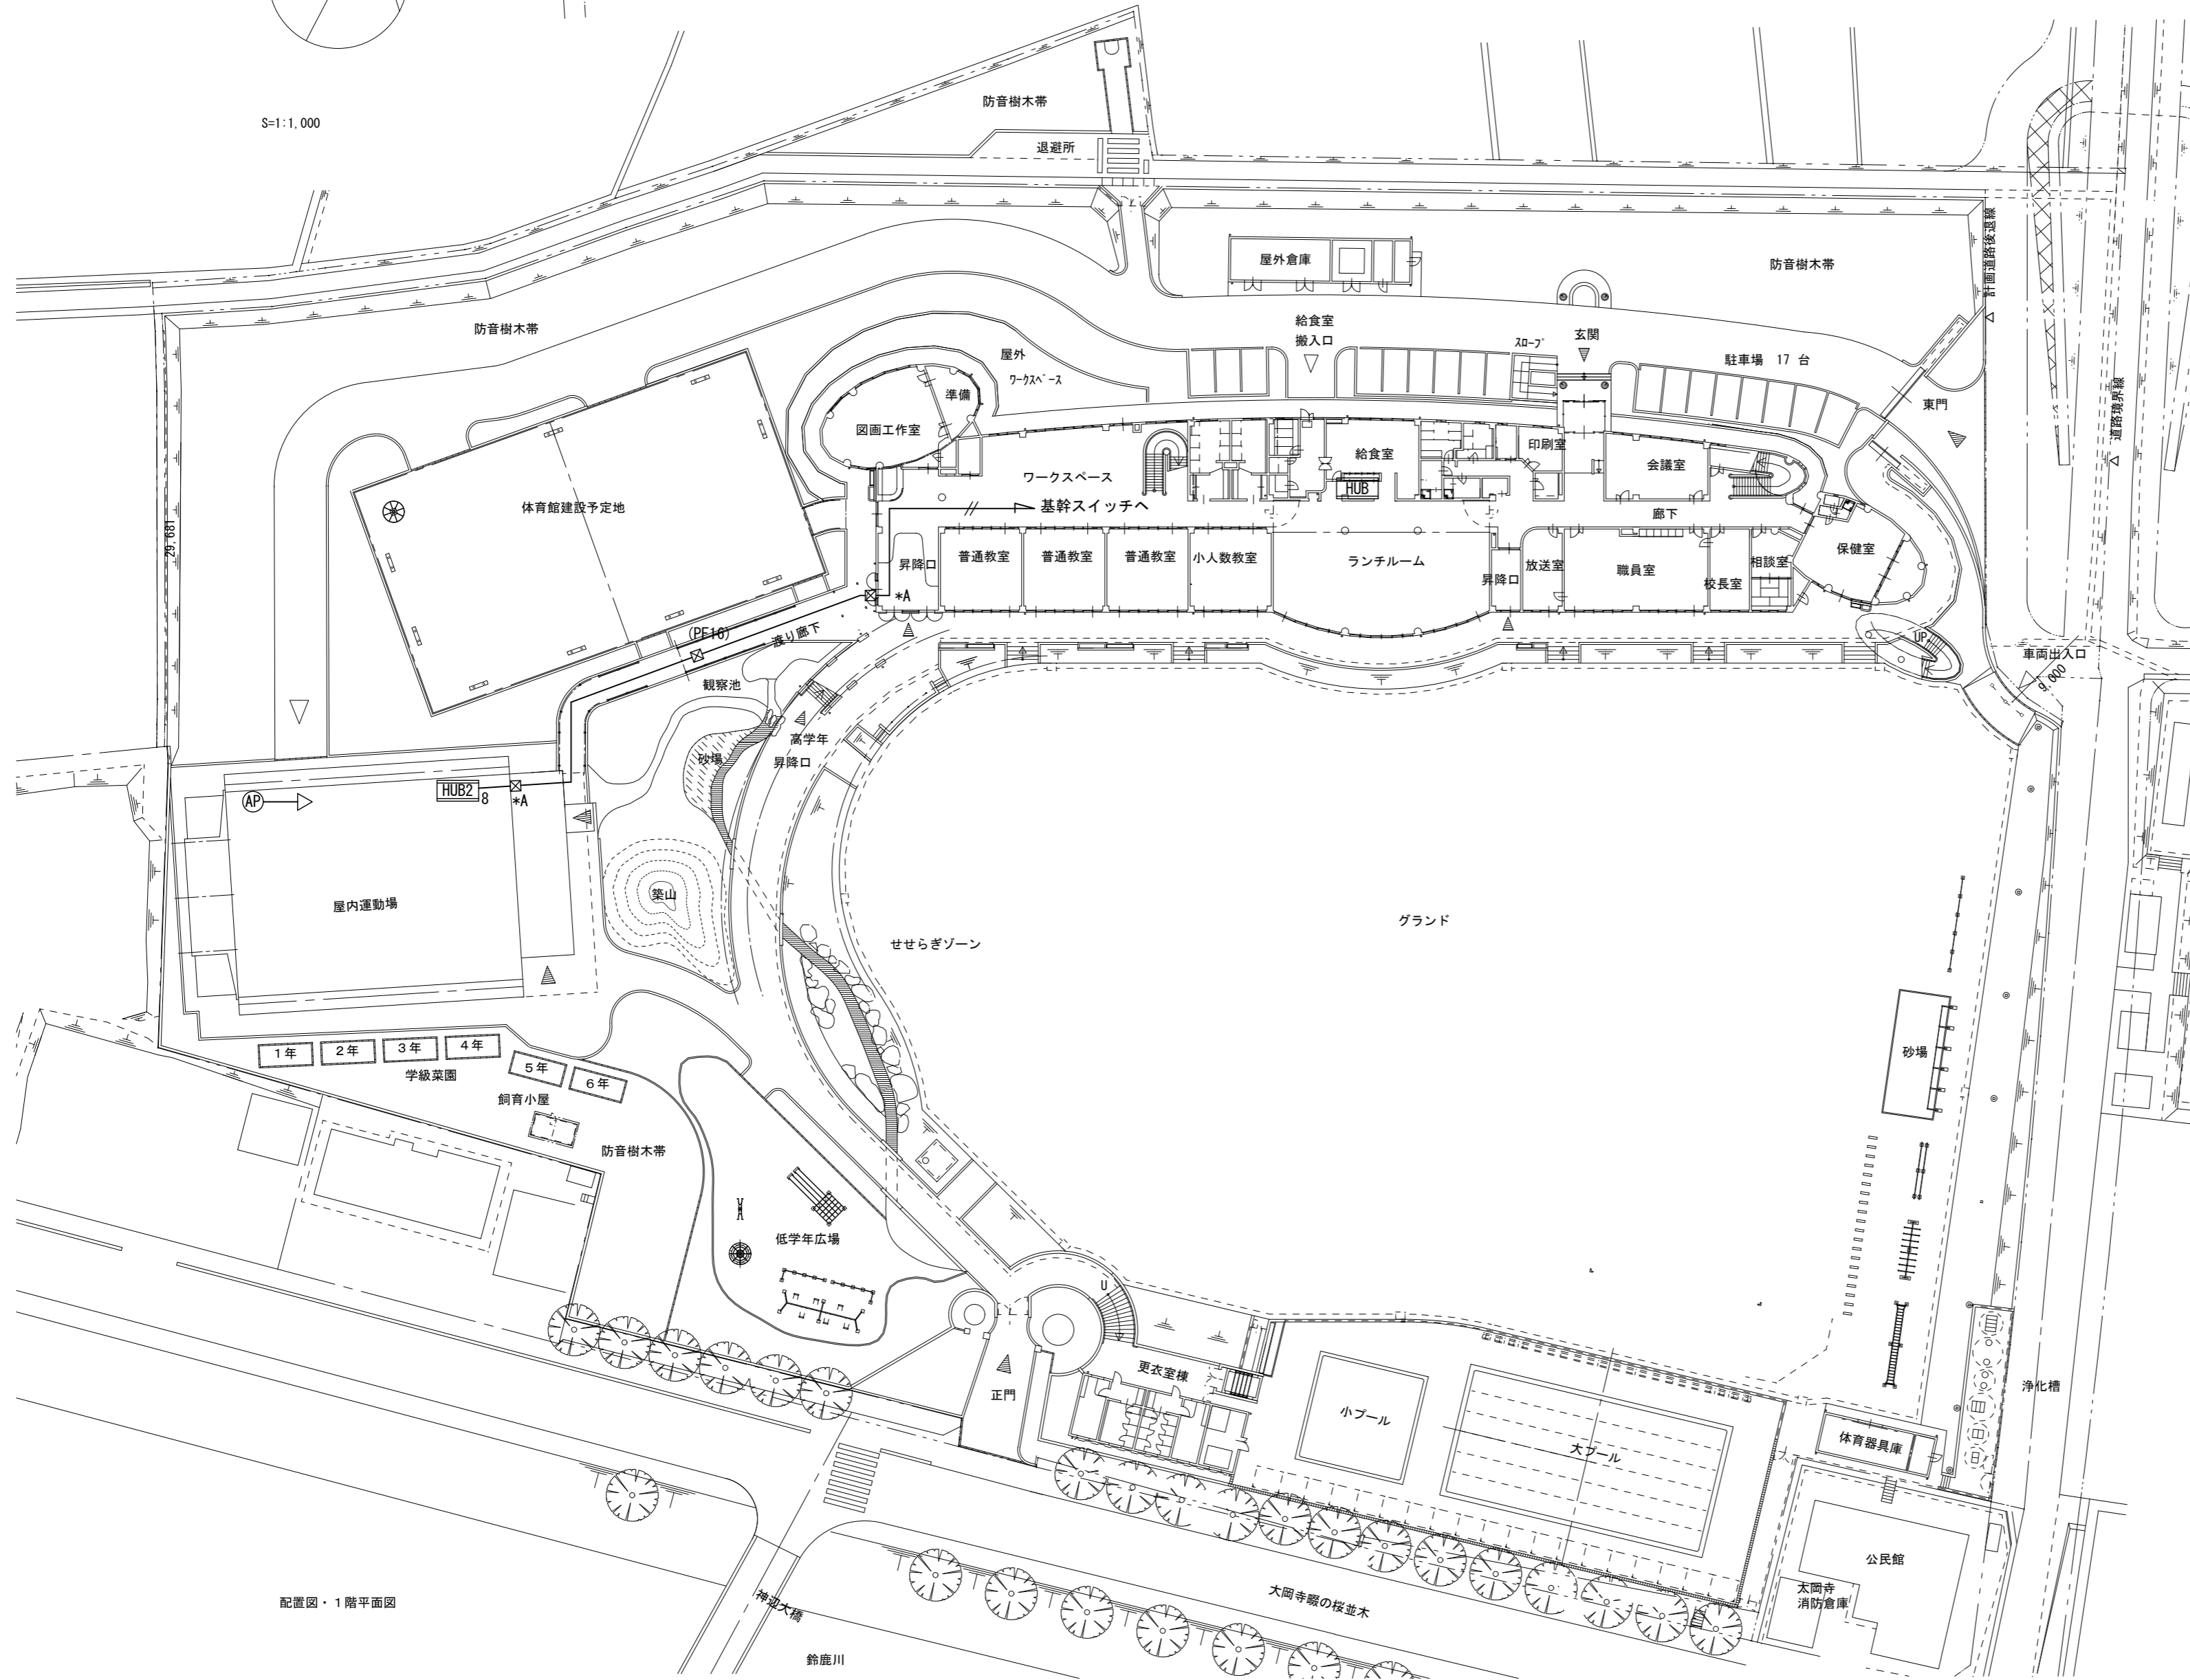 S=1:1,000
防音樹木帯
退避所
計画道路後退線
屋外倉庫
防音樹木帯
防音樹木帯
給食室
搬入口
玄関
スロープ
屋外
ワークスペース
駐車場 17 台
準備
東門
道路境界線
図画工作室
印刷室
給食室
会議室
ワークスペース
HUB
体育館建設予定地
基幹スイッチへ
廊下
29,681
保健室
昇降口
普通教室
普通教室
普通教室
小人数教室
ランチルーム
昇降口
放送室
職員室
校長室
相談室
*A
(PF16)
渡り廊下
UP
車両出入口
9,000
観察池
高学年
昇降口
砂場
AP
HUB2
8
*A
築山
屋内運動場
グランド
せせらぎゾーン
砂場
1年
2年
3年
4年
5年
6年
学級菜園
飼育小屋
防音樹木帯
低学年広場
U
更衣室棟
正門
小プール
大プール
体育器具庫
浄化槽
公民館
太岡寺
消防倉庫
大岡寺畷の桜並木
神辺大橋
配置図・1階平面図
鈴鹿川